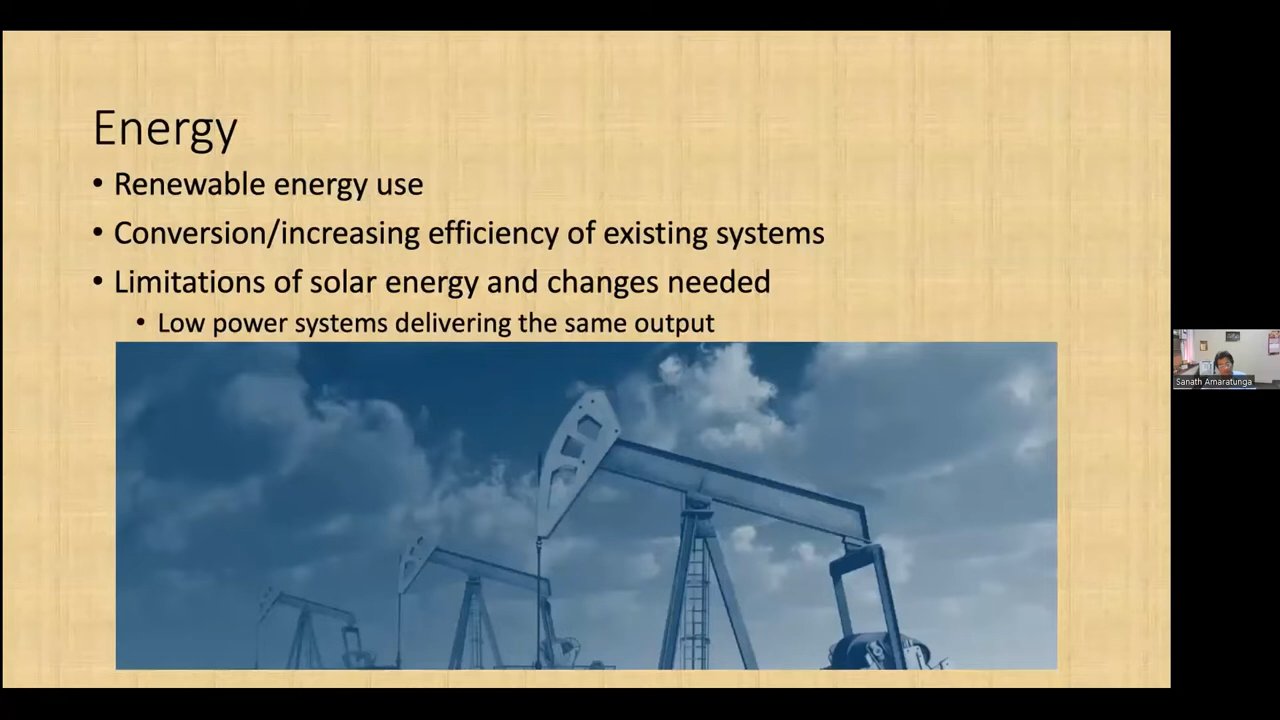 Energy
• Renewable energy use
• Conversion/increasing efficiency of existing systems
• Limitations of solar energy and changes needed
• Low power systems delivering the same output
Sanath Amaratunga